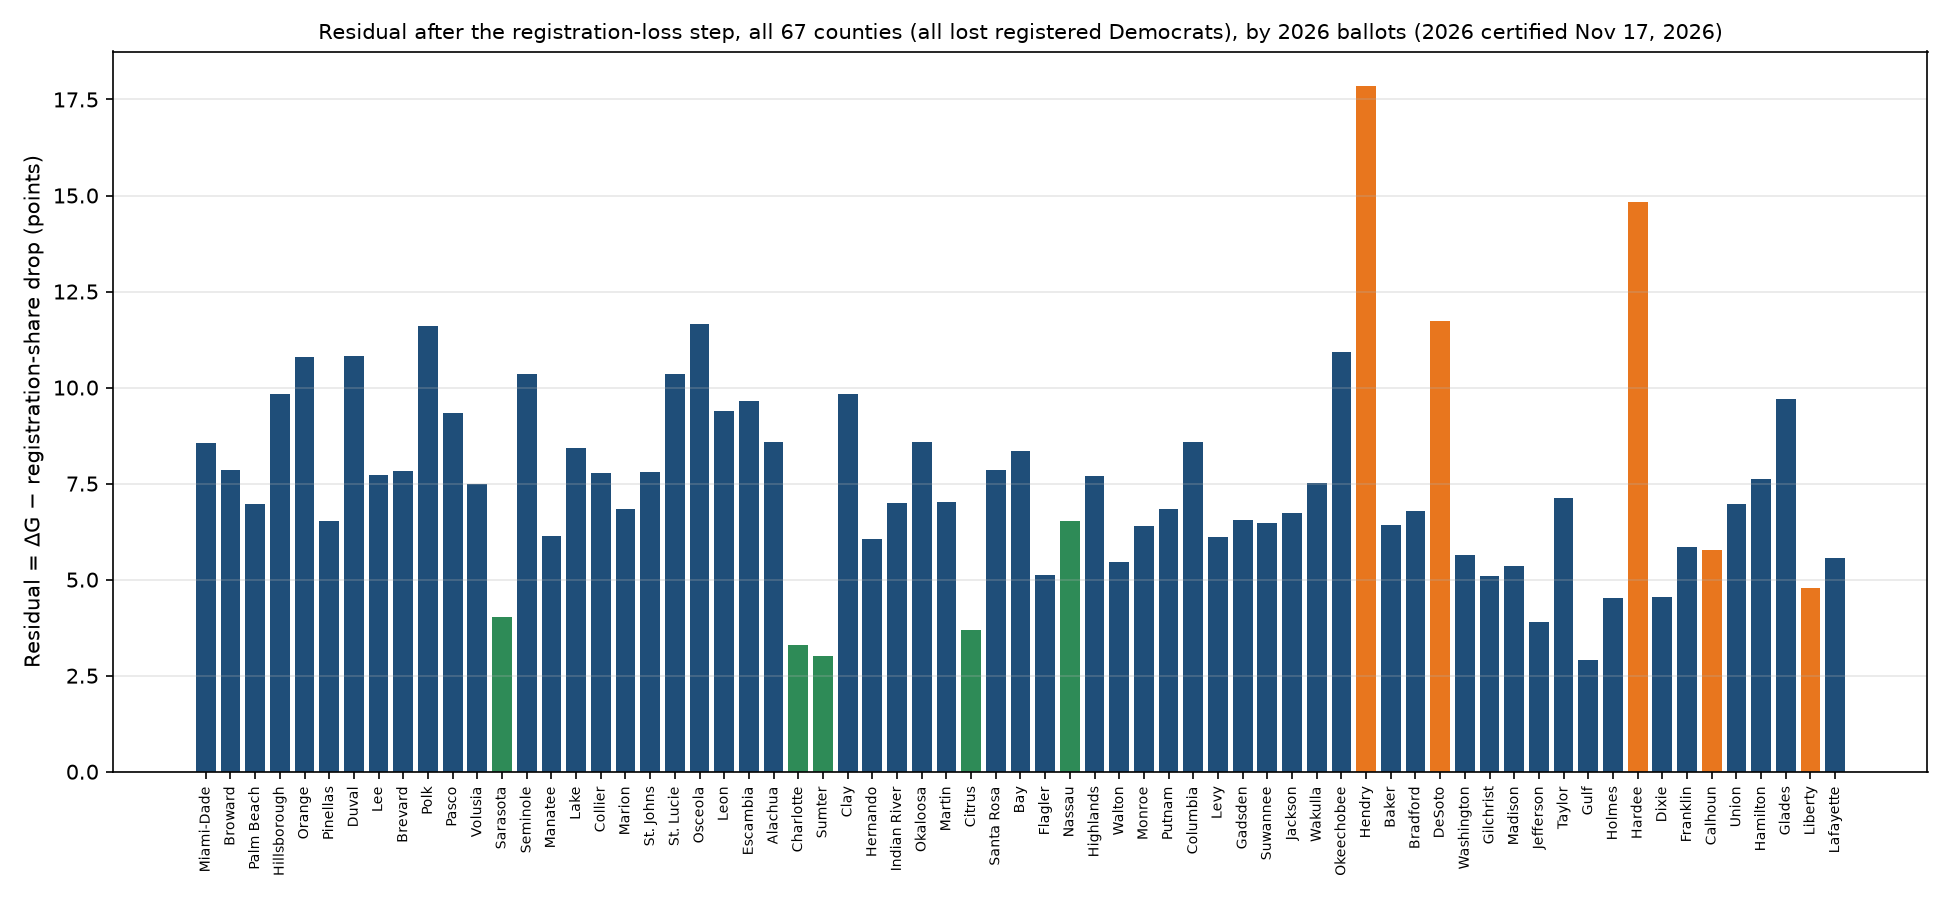 Residual after the registration-loss step, all 67 counties (all lost registered Democrats), by 2026 ballots (2026 certified Nov 17, 2026)
Residual = ΔG − registration-share drop (points)
17.5
15.0
12.5
10.0
7.5
5.0
2.5
0.0
Miami-Dade
Broward
Palm Beach
Hillsborough
Orange
Pinellas
Duval
Lee
Brevard
Polk
Pasco
Volusia
Sarasota
Seminole
Manatee
Lake
Collier
Marion
St. Johns
St. Lucie
Osceola
Leon
Escambia
Alachua
Charlotte
Sumter
Clay
Hernando
Indian River
Okaloosa
Martin
Citrus
Santa Rosa
Bay
Flagler
Nassau
Highlands
Walton
Monroe
Putnam
Columbia
Levy
Gadsden
Suwannee
Jackson
Wakulla
Okeechobee
Hendry
Baker
Bradford
DeSoto
Washington
Gilchrist
Madison
Jefferson
Taylor
Gulf
Holmes
Hardee
Dixie
Franklin
Calhoun
Union
Hamilton
Glades
Liberty
Lafayette